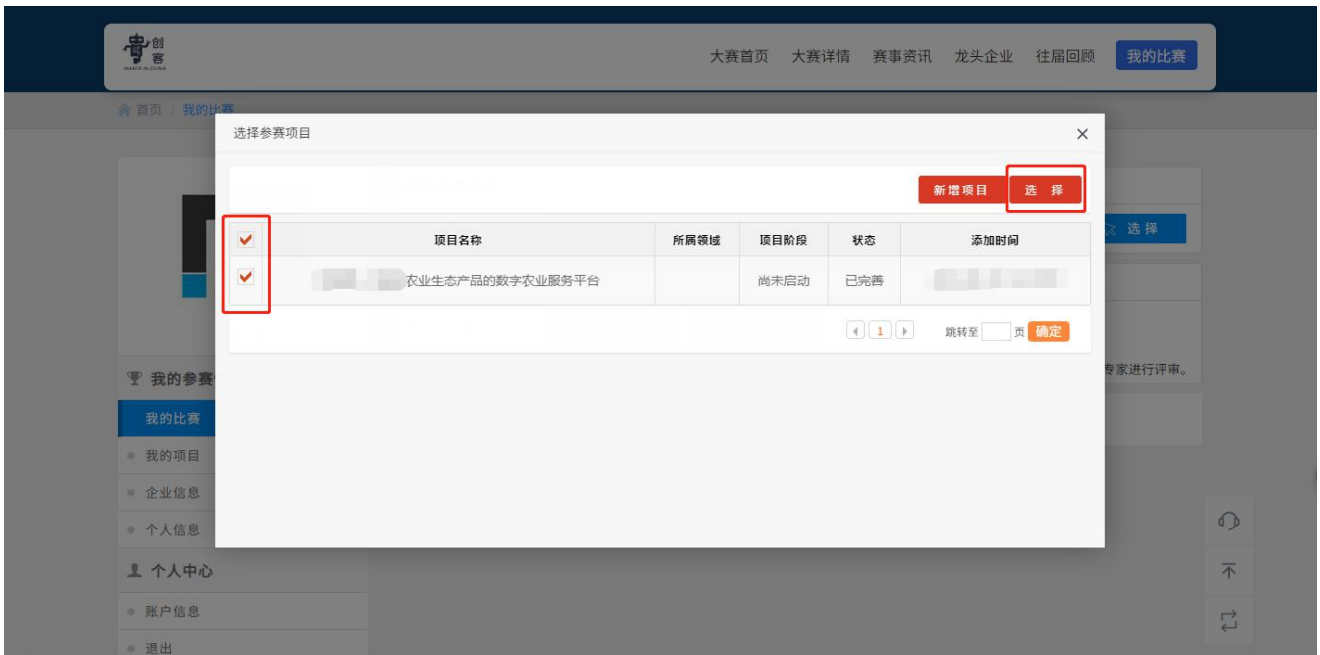 创客
MAKER IN CHINA
大赛首页 大赛详情 赛事资讯 龙头企业 往届回顾 我的比赛
首页 / 我的比赛
选择参赛项目 ×
新增项目 选 择
选 择
项目名称 所属领域 项目阶段 状态 添加时间
农业生态产品的数字农业服务平台 尚未启动 已完善
1 跳转至 页 确定
专家进行评审。
我的参赛
我的比赛
我的项目
企业信息
个人信息
个人中心
账户信息
退出